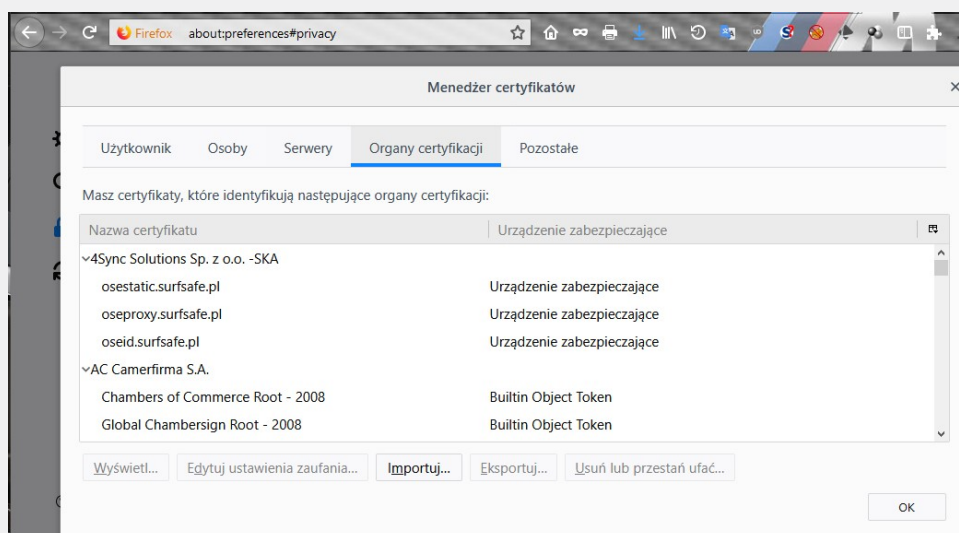 Firefox about:preferences#privacy
Menedżer certyfikatów
Użytkownik Osoby Serwery Organy certyfikacji Pozostałe
Masz certyfikaty, które identyfikują następujące organy certyfikacji:
Nazwa certyfikatu Urządzenie zabezpieczające
4Sync Solutions Sp. z o.o. -SKA
osestatic.surfsafe.pl Urządzenie zabezpieczające
oseproxy.surfsafe.pl Urządzenie zabezpieczające
oseid.surfsafe.pl Urządzenie zabezpieczające
AC Camerfirma S.A.
Chambers of Commerce Root - 2008 Builtin Object Token
Global Chambersign Root - 2008 Builtin Object Token
Wyświetl... Edytuj ustawienia zaufania... Importuj... Eksportuj... Usuń lub przestań ufać...
OK